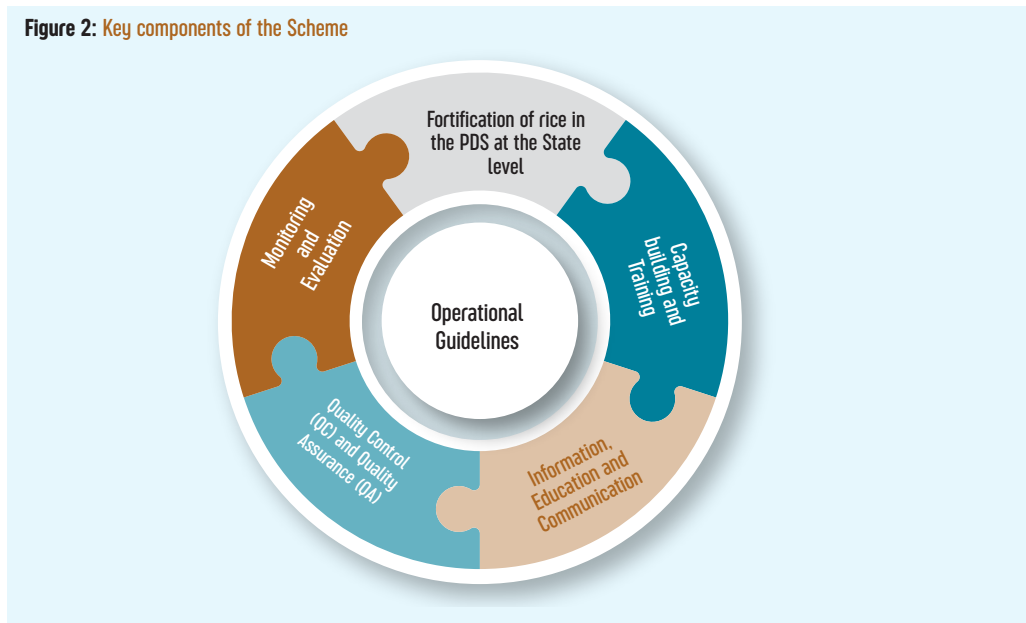 Figure 2: Key components of the Scheme
Fortification of rice in
the PDS at the State
level
Capacity
building and
Training
Information,
Education and
Communication
Quality Control
(QC) and Quality
Assurance (QA)
Monitoring
and
Evaluation
Operational
Guidelines